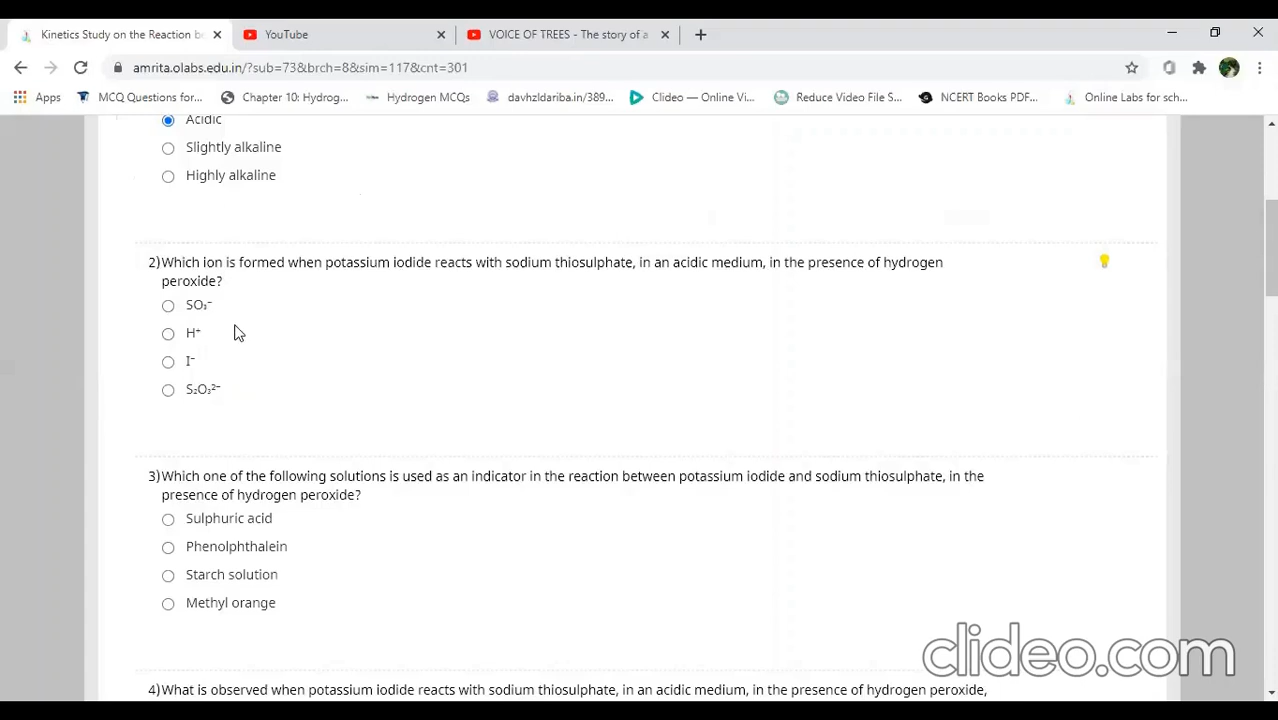 Kinetics Study on the Reaction be
YouTube
VOICE OF TREES - The story of a
amrita.olabs.edu.in/?sub=73&brch=8&sim=117&cnt=301
Apps
MCQ Questions for...
Chapter 10: Hydrog...
Hydrogen MCQs
davhzldariba.in/389...
Clideo — Online Vi...
Reduce Video File S...
NCERT Books PDF...
Online Labs for sch...
Acidic
Slightly alkaline
Highly alkaline
2)Which ion is formed when potassium iodide reacts with sodium thiosulphate, in an acidic medium, in the presence of hydrogen
peroxide?
SO₃⁻
H⁺
I⁻
S₂O₃²⁻
3)Which one of the following solutions is used as an indicator in the reaction between potassium iodide and sodium thiosulphate, in the
presence of hydrogen peroxide?
Sulphuric acid
Phenolphthalein
Starch solution
Methyl orange
clideo.com
4)What is observed when potassium iodide reacts with sodium thiosulphate, in an acidic medium, in the presence of hydrogen peroxide,